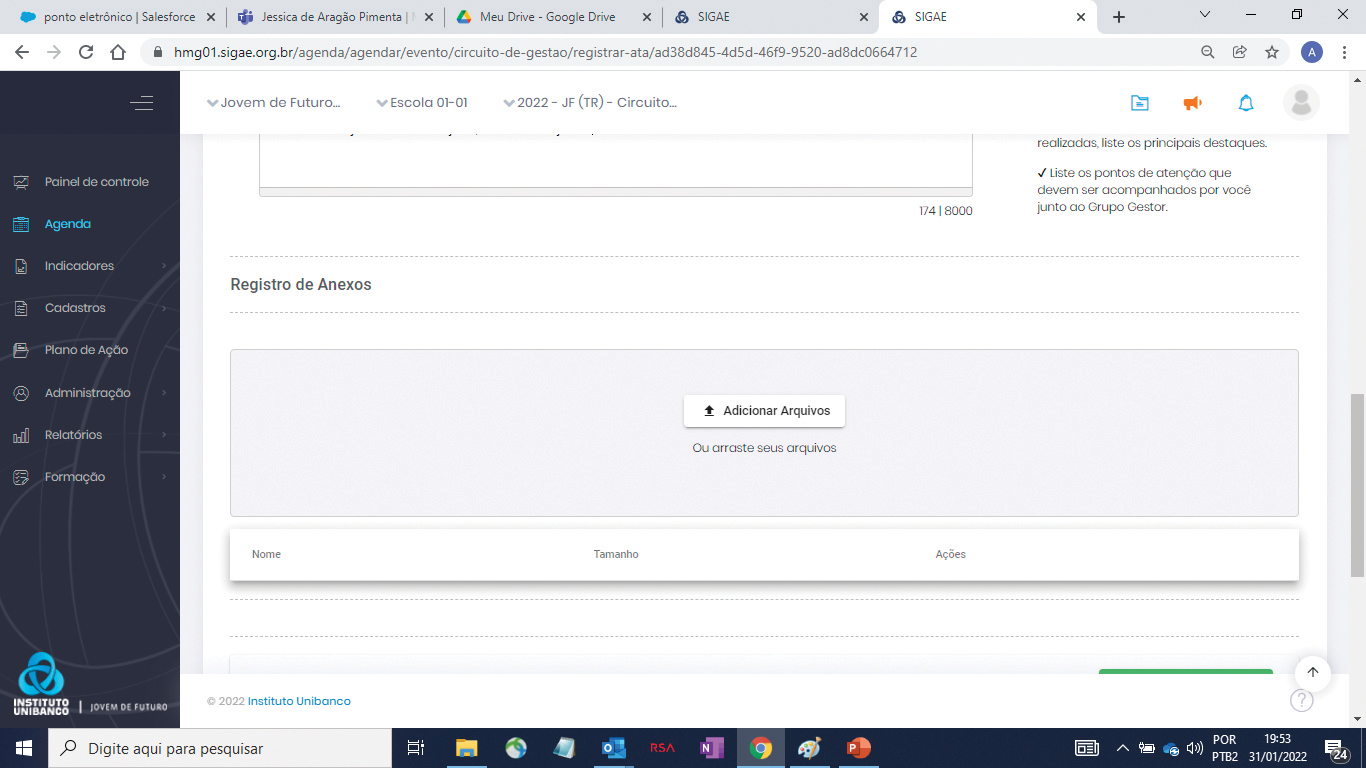 ponto eletrônico | Salesforce
Jessica de Aragão Pimenta |
Meu Drive - Google Drive
SIGAE
SIGAE
hmg01.sigae.org.br/agenda/agendar/evento/circuito-de-gestao/registrar-ata/ad38d845-4d5d-46f9-9520-ad8dc0664712
A
Jovem de Futuro...
Escola 01-01
2022 - JF (TR) - Circuito...
Painel de controle
Agenda
Indicadores
Cadastros
Plano de Ação
Administração
Relatórios
Formação
INSTITUTO
UNIBANCO
JOVEM DE FUTURO
realizadas, liste os principais destaques.
✓ Liste os pontos de atenção que
devem ser acompanhados por você
junto ao Grupo Gestor.
174 | 8000
Registro de Anexos
Adicionar Arquivos
Ou arraste seus arquivos
Nome
Tamanho
Ações
?
© 2022 Instituto Unibanco
Digite aqui para pesquisar
RSA
POR
PTB2
19:53
31/01/2022
24